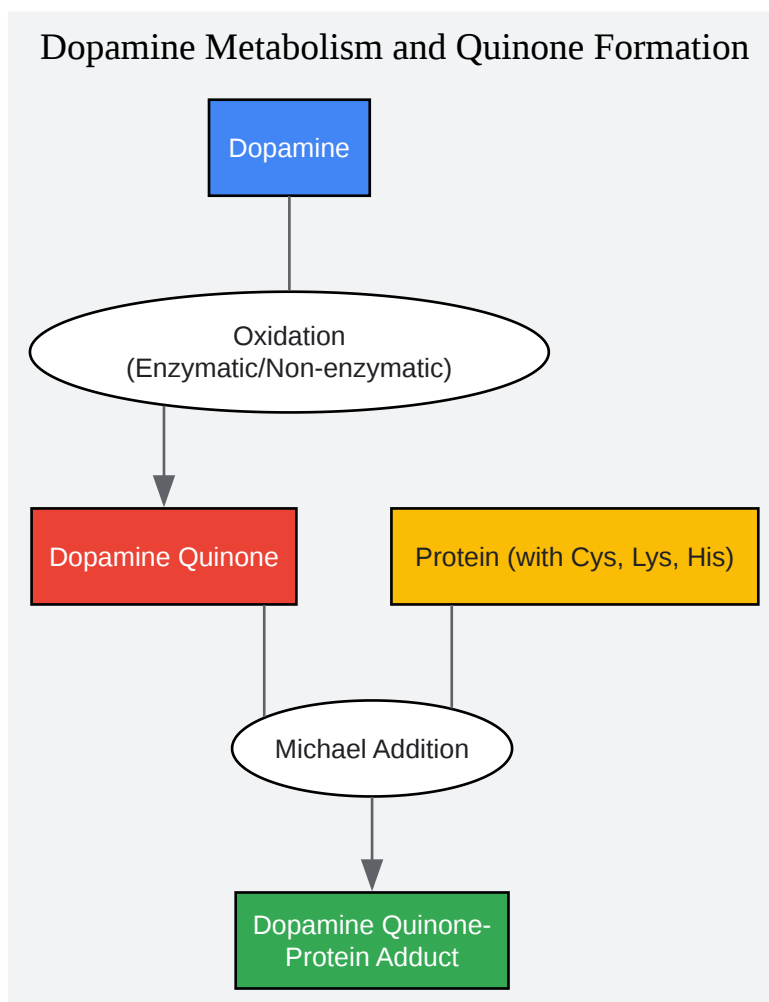 Dopamine Metabolism and Quinone Formation
Dopamine
Oxidation
(Enzymatic/Non-enzymatic)
Dopamine Quinone
Protein (with Cys, Lys, His)
Michael Addition
Dopamine Quinone-
Protein Adduct